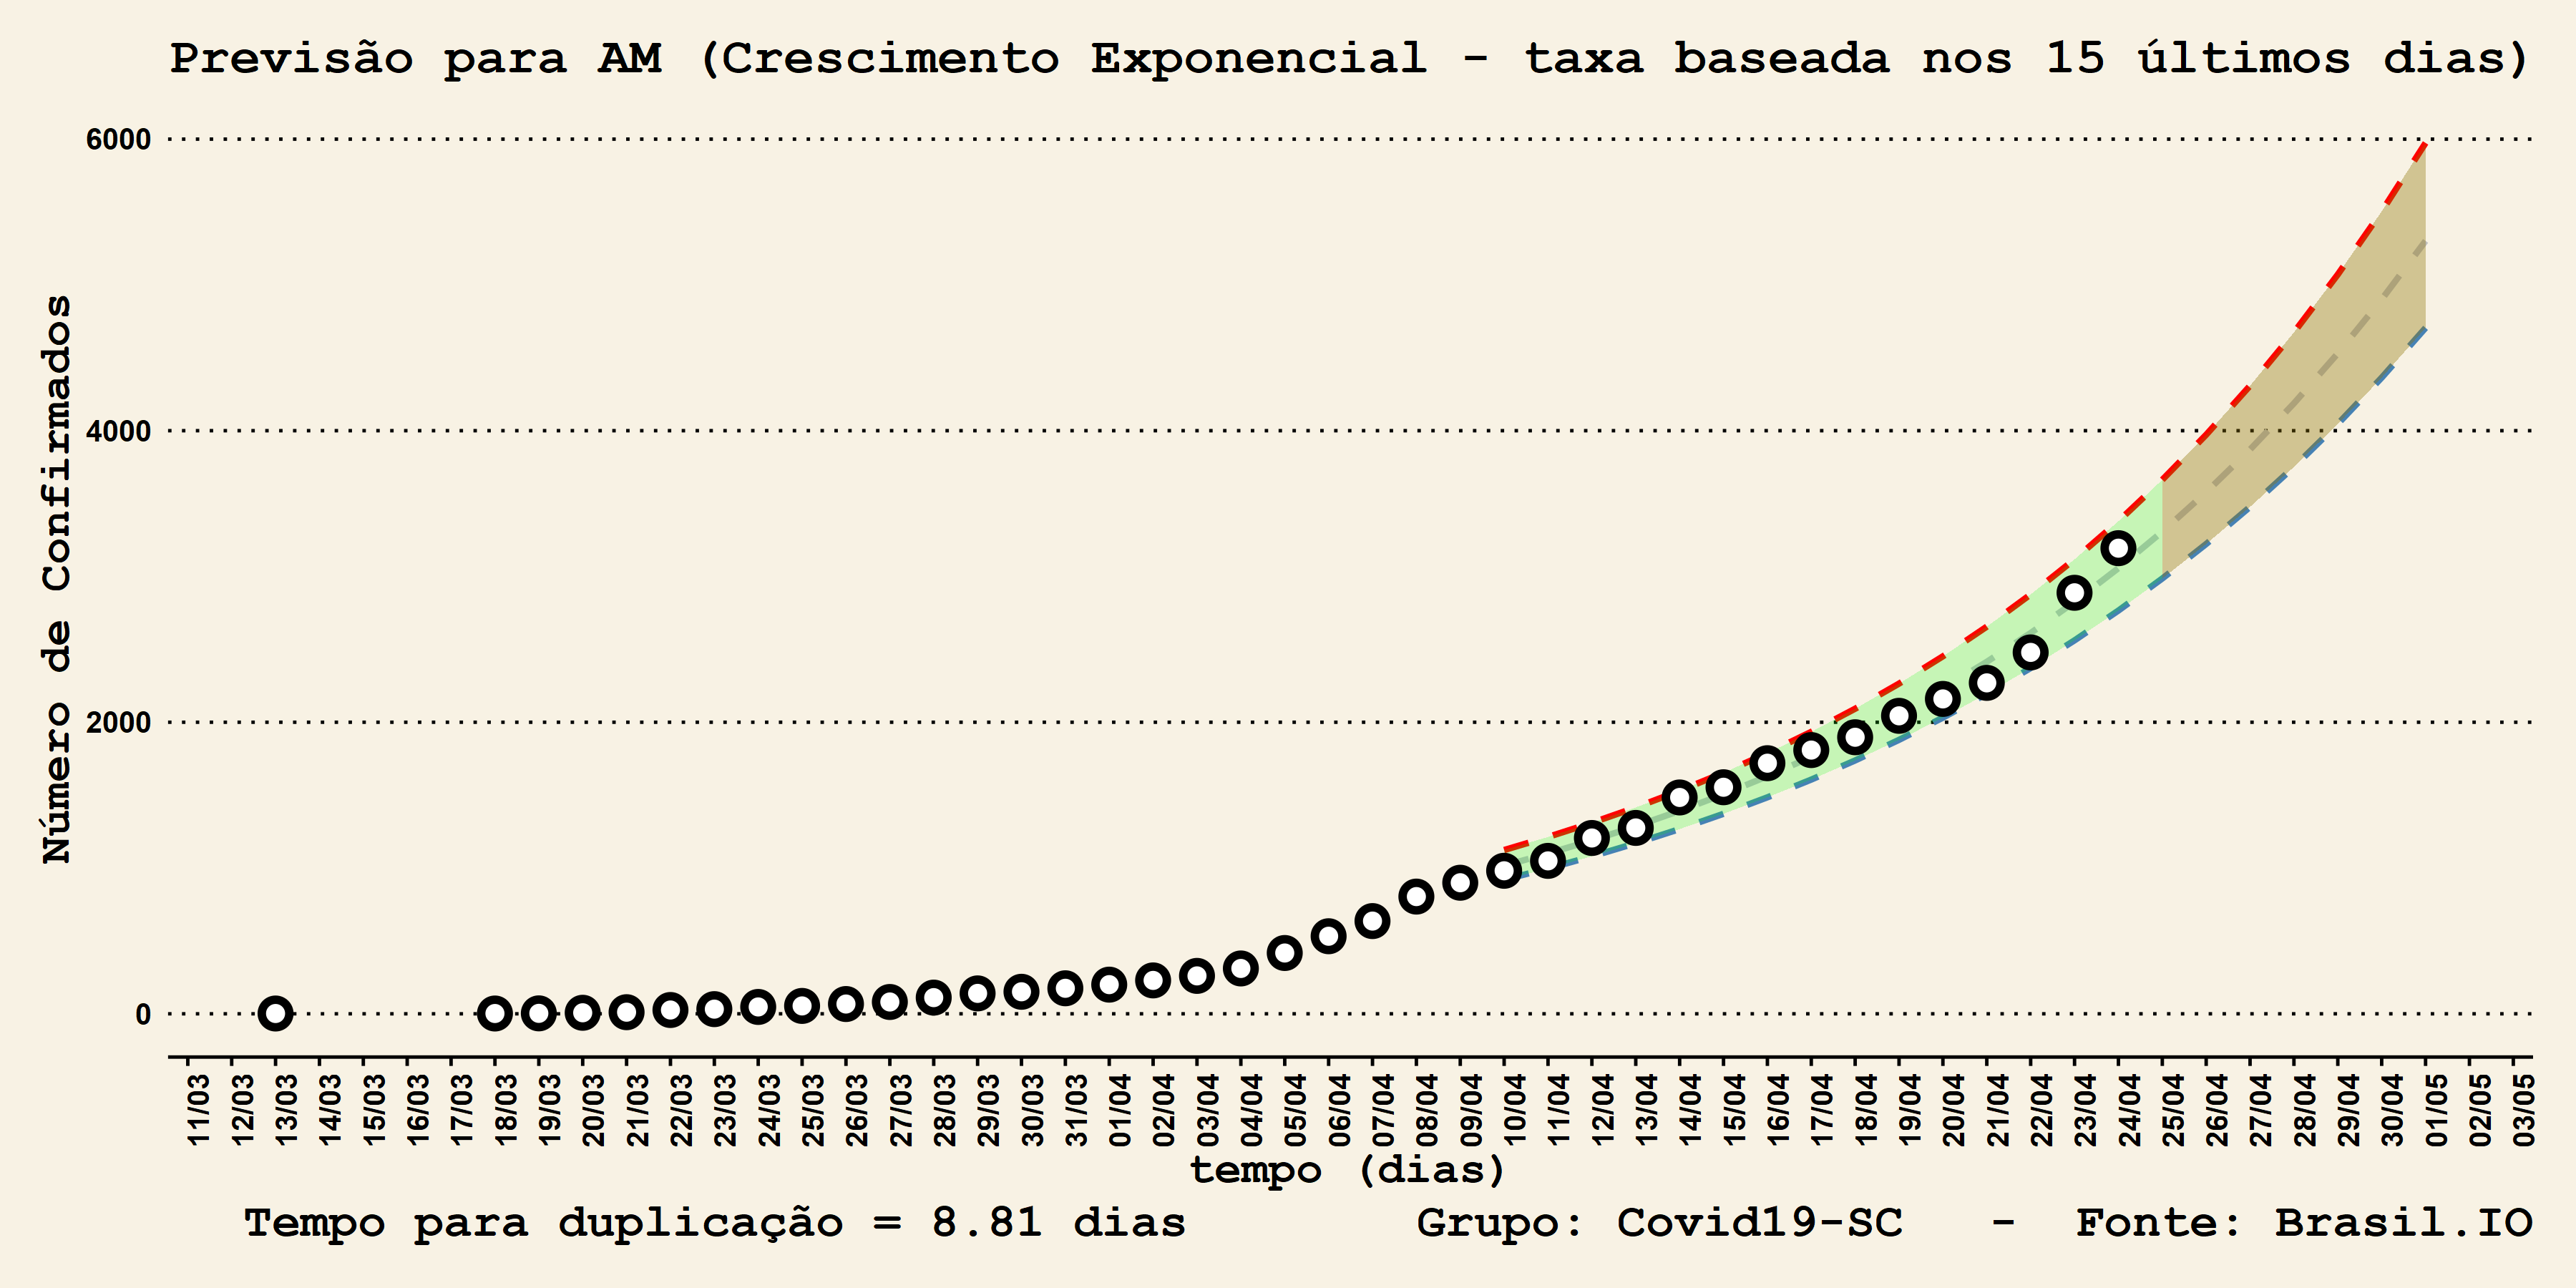 Previsão para AM (Crescimento Exponencial - taxa baseada nos 15 últimos dias)
Número de Confirmados
6000
4000
2000
0
11/03 12/03 13/03 14/03 15/03 16/03 17/03 18/03 19/03 20/03 21/03 22/03 23/03 24/03 25/03 26/03 27/03 28/03 29/03 30/03 31/03 01/04 02/04 03/04 04/04 05/04 06/04 07/04 08/04 09/04 10/04 11/04 12/04 13/04 14/04 15/04 16/04 17/04 18/04 19/04 20/04 21/04 22/04 23/04 24/04 25/04 26/04 27/04 28/04 29/04 30/04 01/05 02/05 03/05
tempo (dias)
Tempo para duplicação = 8.81 dias Grupo: Covid19-SC - Fonte: Brasil.IO